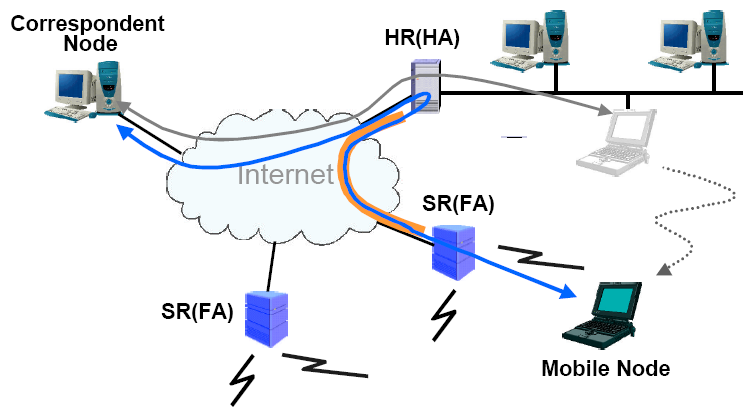 Correspondent
Node
HR(HA)
Internet
SR(FA)
SR(FA)
Mobile Node